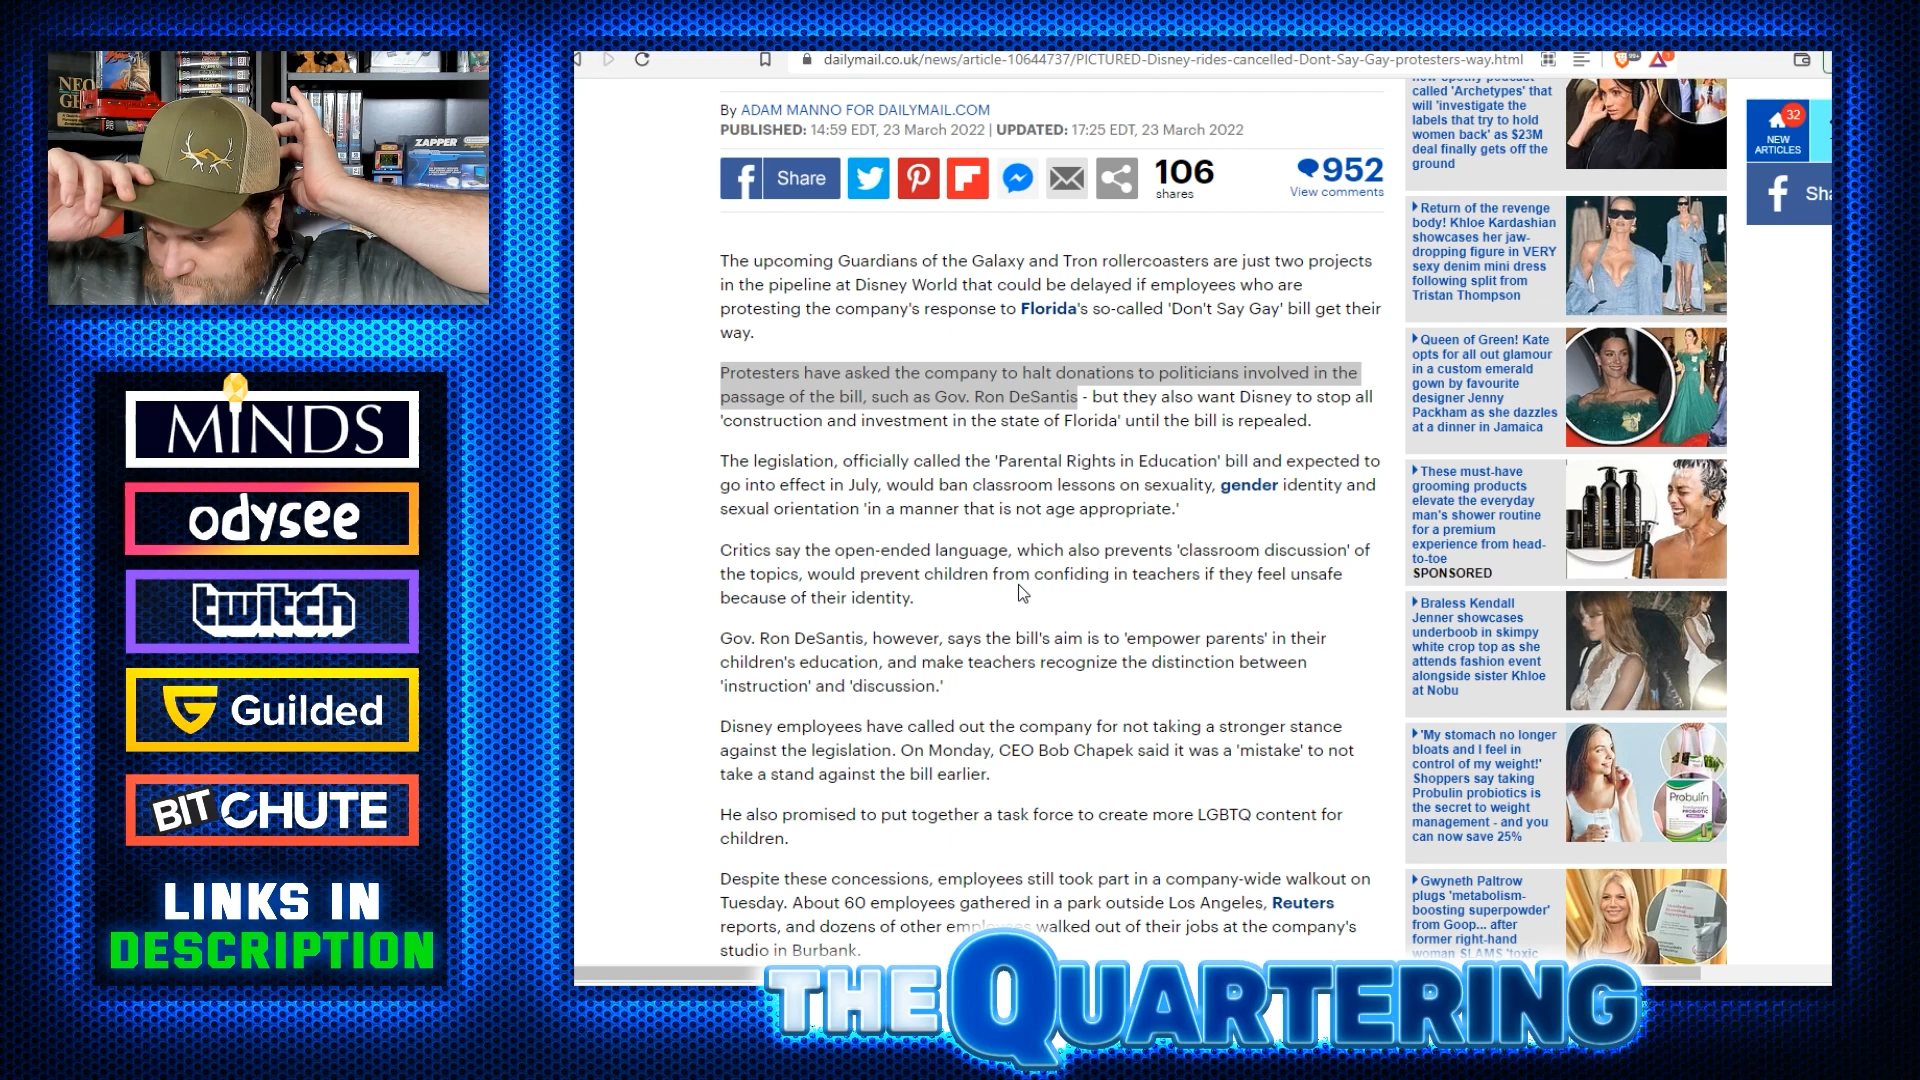 NEO
GE
ZAPPER
MINDS
odysee
twitch
Guilded
BITCHUTE
LINKS IN
DESCRIPTION
dailymail.co.uk/news/article-10644737/PICTURED-Disney-rides-cancelled-Dont-Say-Gay-protesters-way.html
99+
1
By ADAM MANNO FOR DAILYMAIL.COM
PUBLISHED: 14:59 EDT, 23 March 2022 | UPDATED: 17:25 EDT, 23 March 2022
Share
106
shares
952
View comments
The upcoming Guardians of the Galaxy and Tron rollercoasters are just two projects
in the pipeline at Disney World that could be delayed if employees who are
protesting the company's response to Florida's so-called 'Don't Say Gay' bill get their
way.
Protesters have asked the company to halt donations to politicians involved in the
passage of the bill, such as Gov. Ron DeSantis - but they also want Disney to stop all
'construction and investment in the state of Florida' until the bill is repealed.
The legislation, officially called the 'Parental Rights in Education' bill and expected to
go into effect in July, would ban classroom lessons on sexuality, gender identity and
sexual orientation 'in a manner that is not age appropriate.'
Critics say the open-ended language, which also prevents 'classroom discussion' of
the topics, would prevent children from confiding in teachers if they feel unsafe
because of their identity.
Gov. Ron DeSantis, however, says the bill's aim is to 'empower parents' in their
children's education, and make teachers recognize the distinction between
'instruction' and 'discussion.'
Disney employees have called out the company for not taking a stronger stance
against the legislation. On Monday, CEO Bob Chapek said it was a 'mistake' to not
take a stand against the bill earlier.
He also promised to put together a task force to create more LGBTQ content for
children.
Despite these concessions, employees still took part in a company-wide walkout on
Tuesday. About 60 employees gathered in a park outside Los Angeles, Reuters
reports, and dozens of other employees walked out of their jobs at the company's
studio in Burbank.
new Spotify podcast
called 'Archetypes' that
will 'investigate the
labels that try to hold
women back' as $23M
deal finally gets off the
ground
Return of the revenge
body! Khloe Kardashian
showcases her jaw-
dropping figure in VERY
sexy denim mini dress
following split from
Tristan Thompson
Queen of Green! Kate
opts for all out glamour
in a custom emerald
gown by favourite
designer Jenny
Packham as she dazzles
at a dinner in Jamaica
These must-have
grooming products
elevate the everyday
man's shower routine
for a premium
experience from head-
to-toe
SPONSORED
Braless Kendall
Jenner showcases
underboob in skimpy
white crop top as she
attends fashion event
alongside sister Khloe
at Nobu
'My stomach no longer
bloats and I feel in
control of my weight!'
Shoppers say taking
Probulin probiotics is
the secret to weight
management - and you
can now save 25%
Probulin
Gwyneth Paltrow
plugs 'metabolism-
boosting superpower'
from Goop... after
former right-hand
woman SLAMS 'toxic
32
NEW
ARTICLES
Sha
THE QUARTERING